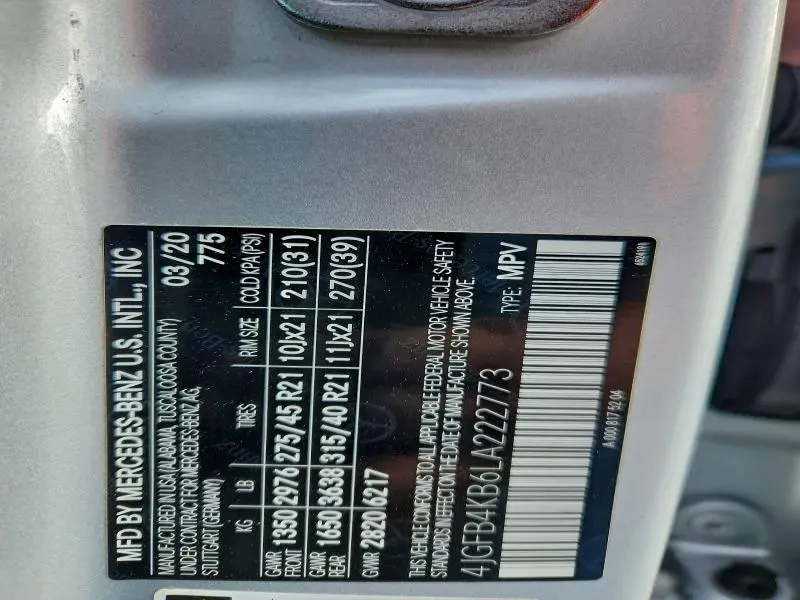 MFD BY MERCEDES-BENZ U.S. INTL., INC
MANUFACTURED IN USA (ALABAMA, TUSCALOOSA COUNTY) 03/20
UNDER CONTRACT FOR MERCEDES-BENZ AG, 775
STUTTGART (GERMANY)
KG LB TIRES RIM SIZE COLD KPA(PSI)
GAWR FRONT 1350 2976 275/45 R21 10Jx21 210(31)
GAWR REAR 1650 3638 315/40 R21 11Jx21 270(39)
GVWR 2820 6217
THIS VEHICLE CONFORMS TO ALL APPLICABLE FEDERAL MOTOR VEHICLE SAFETY
STANDARDS IN EFFECT ON THE DATE OF MANUFACTURE SHOWN ABOVE.
4JGFB4KB6LA222773 TYPE: MPV
A 000 817 52 04